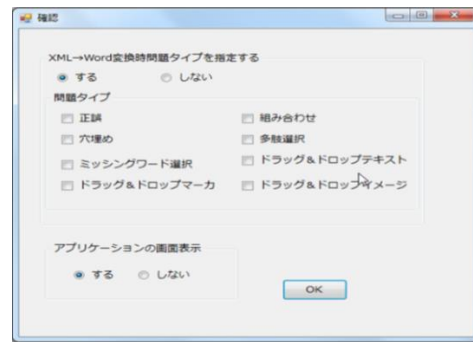 確認
XML→Word変換時問題タイプを指定する
する しない
問題タイプ
正誤 組み合わせ
穴埋め 多肢選択
ミッシングワード選択 ドラッグ&ドロップテキスト
ドラッグ&ドロップマーカ ドラッグ&ドロップイメージ
アプリケーションの画面表示
する しない
OK